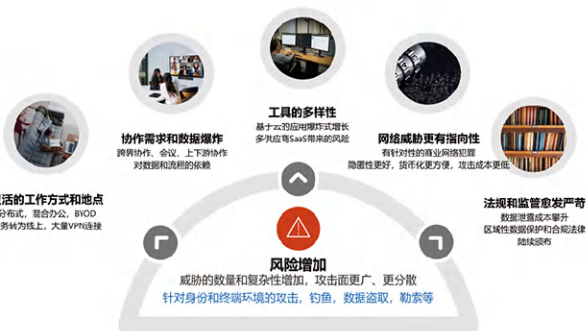 工具的多样性
基于云的应用爆炸式增长
多供应商SaaS带来的风险
协作需求和数据爆炸
跨界协作、会议、上下游协作
对数据和流程的依赖
网络威胁更有指向性
有针对性的商业网络犯罪
隐匿性更好，货币化更方便，攻击成本更低
活的工作方式和地点
分布式，混合办公，BYOD
务转为线上，大量VPN连接
法规和监管愈发严苛
数据泄露成本攀升
区域性数据保护和合规法律
陆续颁布
风险增加
威胁的数量和复杂性增加，攻击面更广、更分散
针对身份和终端环境的攻击，钓鱼，数据盗取，勒索等